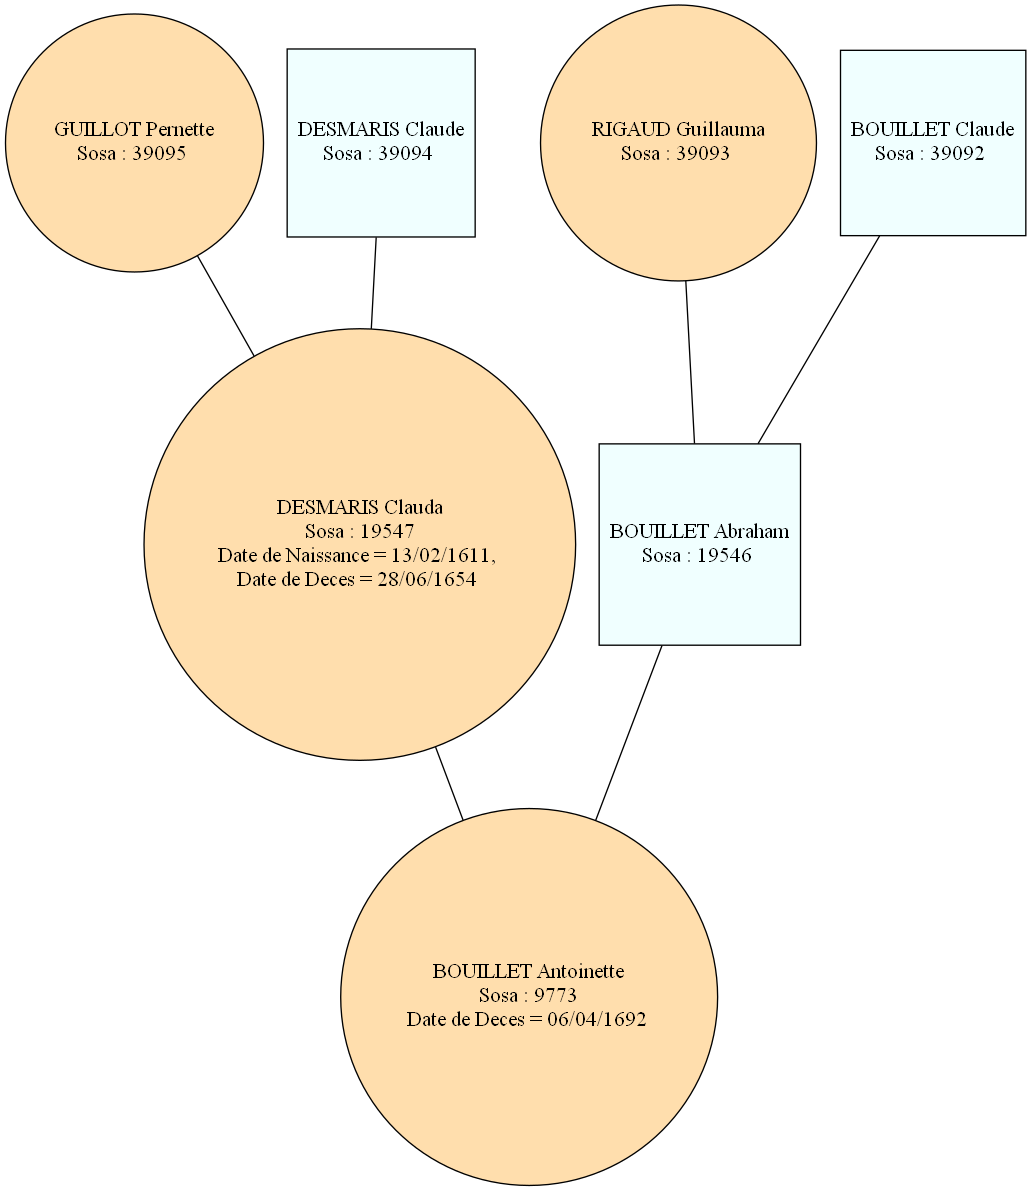 GUILLOT Pernette
Sosa : 39095
DESMARIS Claude
Sosa : 39094
RIGAUD Guillauma
Sosa : 39093
BOUILLET Claude
Sosa : 39092
DESMARIS Clauda
Sosa : 19547
Date de Naissance = 13/02/1611,
Date de Deces = 28/06/1654
BOUILLET Abraham
Sosa : 19546
BOUILLET Antoinette
Sosa : 9773
Date de Deces = 06/04/1692